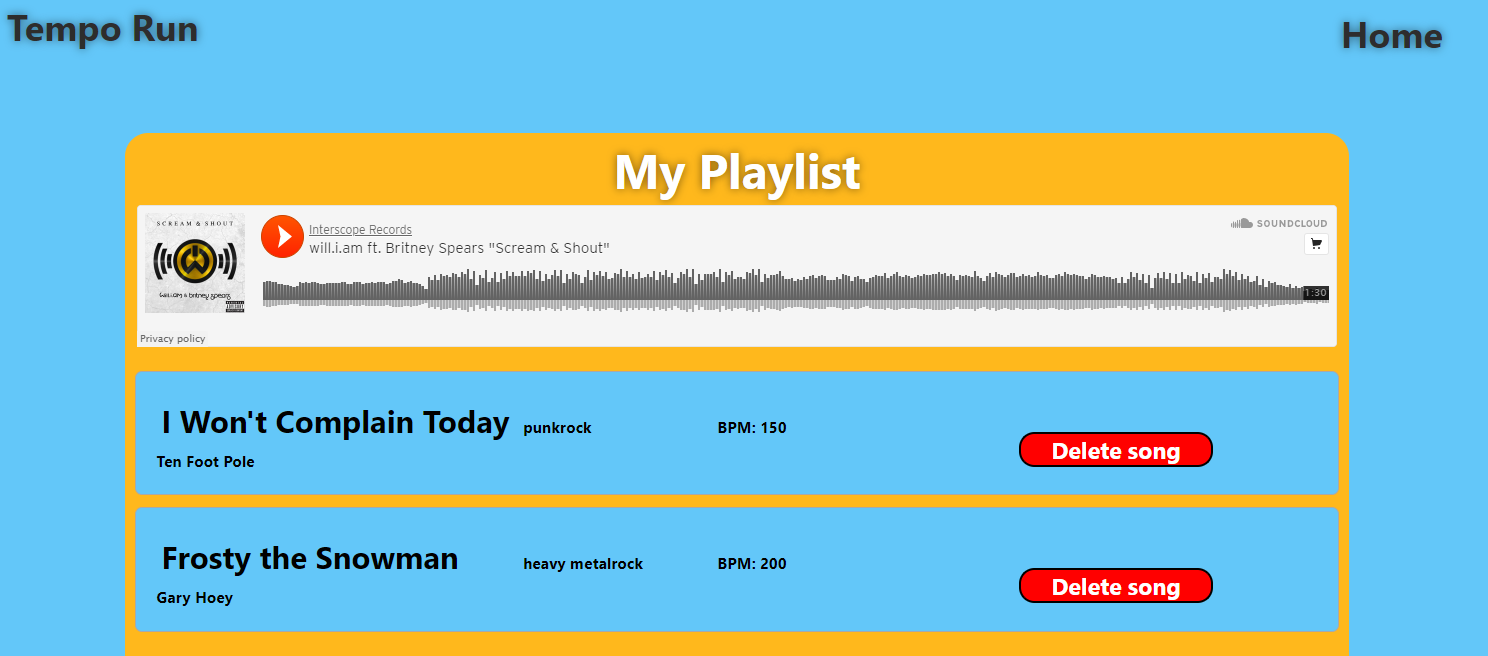 Tempo Run
Home
My Playlist
SCREAM & SHOUT
will.i.am & britney spears
Interscope Records
will.i.am ft. Britney Spears "Scream & Shout"
SOUNDCLOUD
1:30
Privacy policy
I Won't Complain Today punkrock BPM: 150
Ten Foot Pole
Delete song
Frosty the Snowman heavy metalrock BPM: 200
Gary Hoey
Delete song